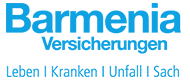 Barmenia
Versicherungen
Leben | Kranken | Unfall | Sach